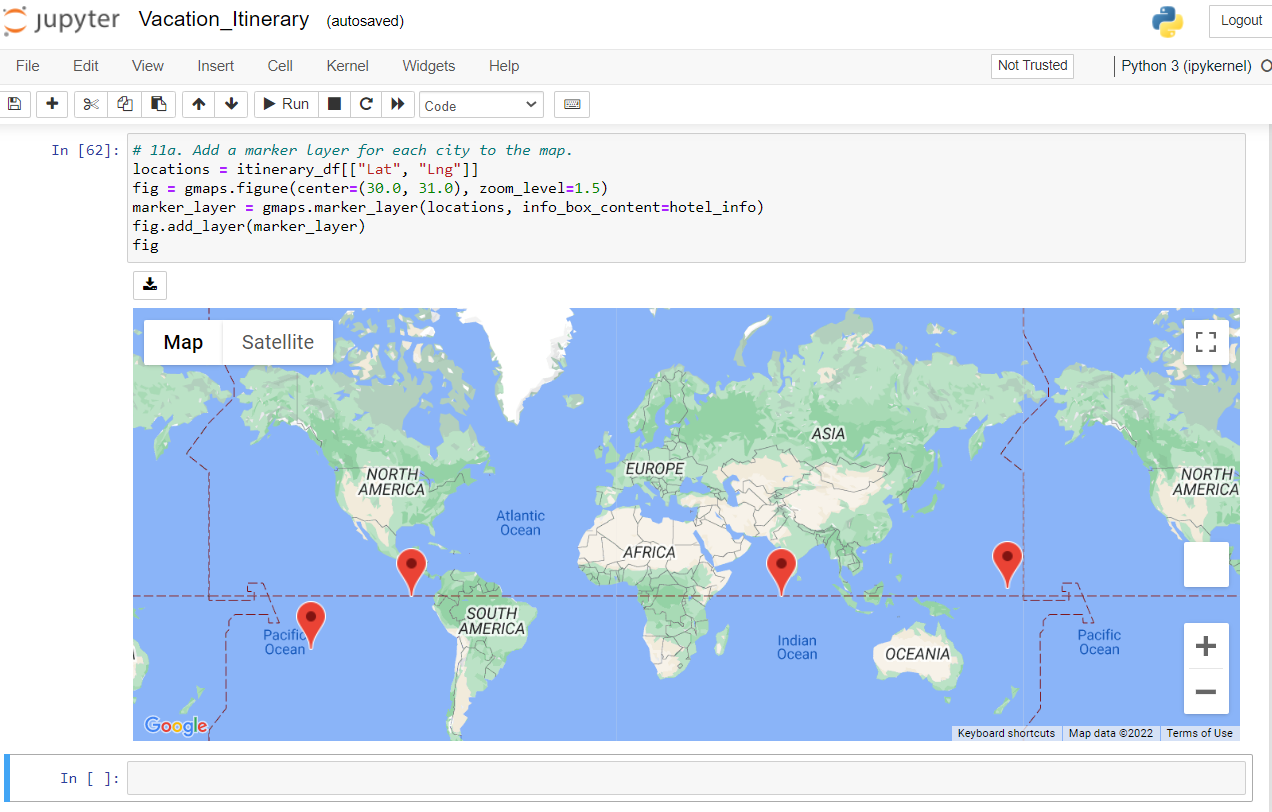 jupyter Vacation_Itinerary (autosaved) Logout
File Edit View Insert Cell Kernel Widgets Help Not Trusted Python 3 (ipykernel)
Run Code
In [62]: # 11a. Add a marker layer for each city to the map.
locations = itinerary_df[["Lat", "Lng"]]
fig = gmaps.figure(center=(30.0, 31.0), zoom_level=1.5)
marker_layer = gmaps.marker_layer(locations, info_box_content=hotel_info)
fig.add_layer(marker_layer)
fig
Map Satellite
ASIA
EUROPE
NORTH
AMERICA
NORTH
AMERICA
Atlantic
Ocean
AFRICA
SOUTH
AMERICA
Pacific
Ocean
Indian
Ocean
OCEANIA
Pacific
Ocean
Google
Keyboard shortcuts Map data ©2022 Terms of Use
In [ ]: